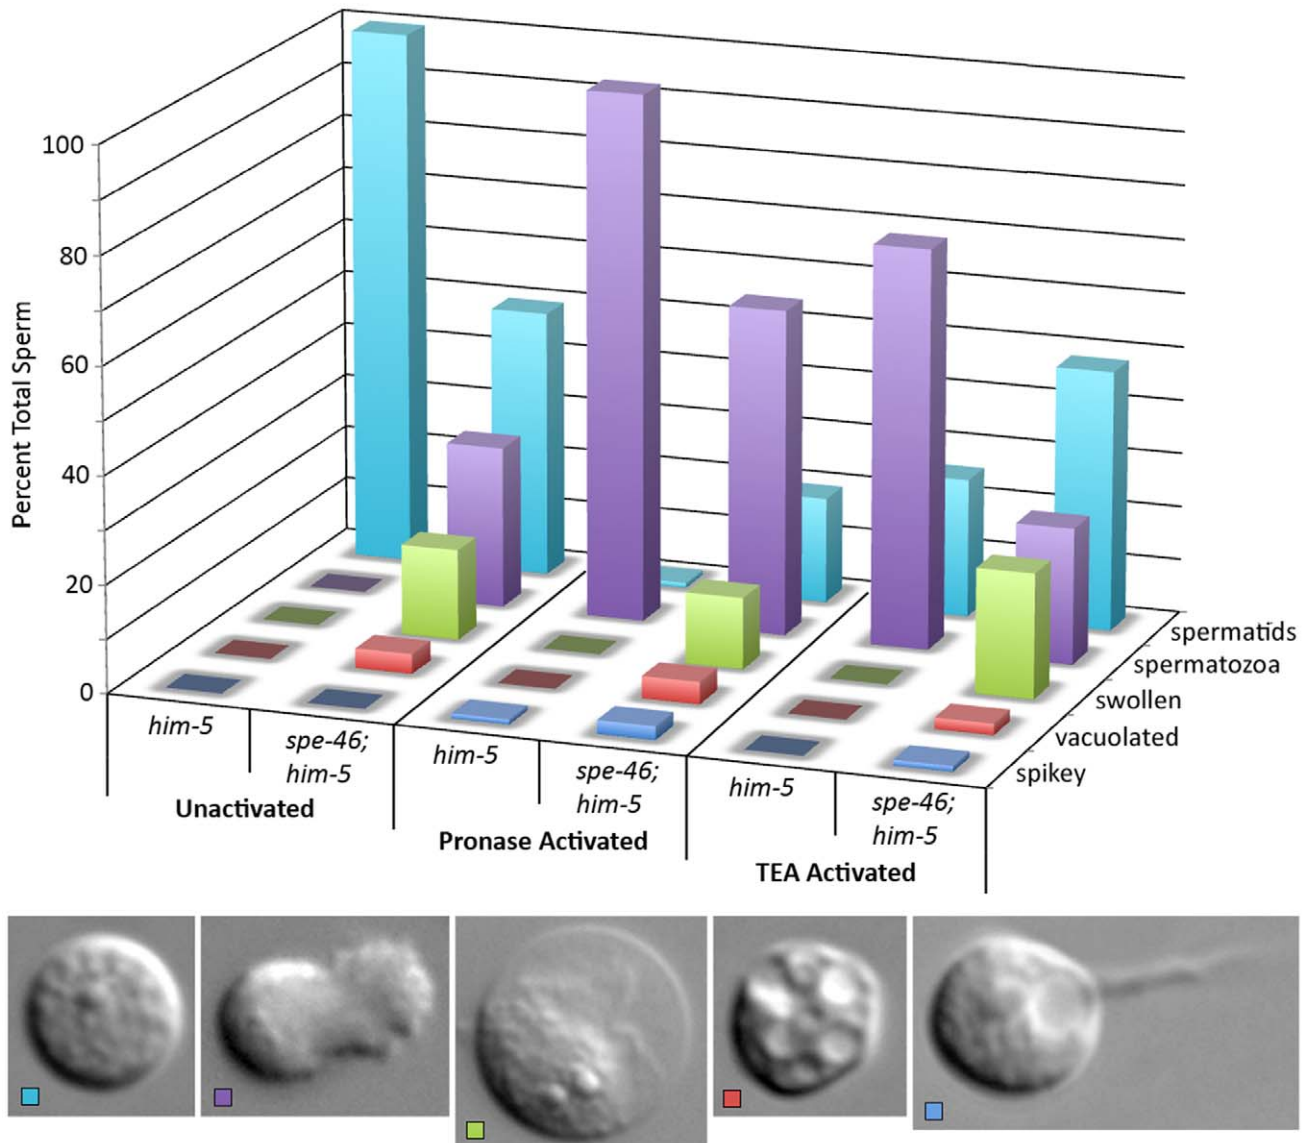 100
80
60
40
20
0
Percent Total Sperm
spermatids
spermatozoa
swollen
vacuolated
spikey
him-5
spe-46;
him-5
him-5
spe-46;
him-5
him-5
spe-46;
him-5
Unactivated
Pronase Activated
TEA Activated